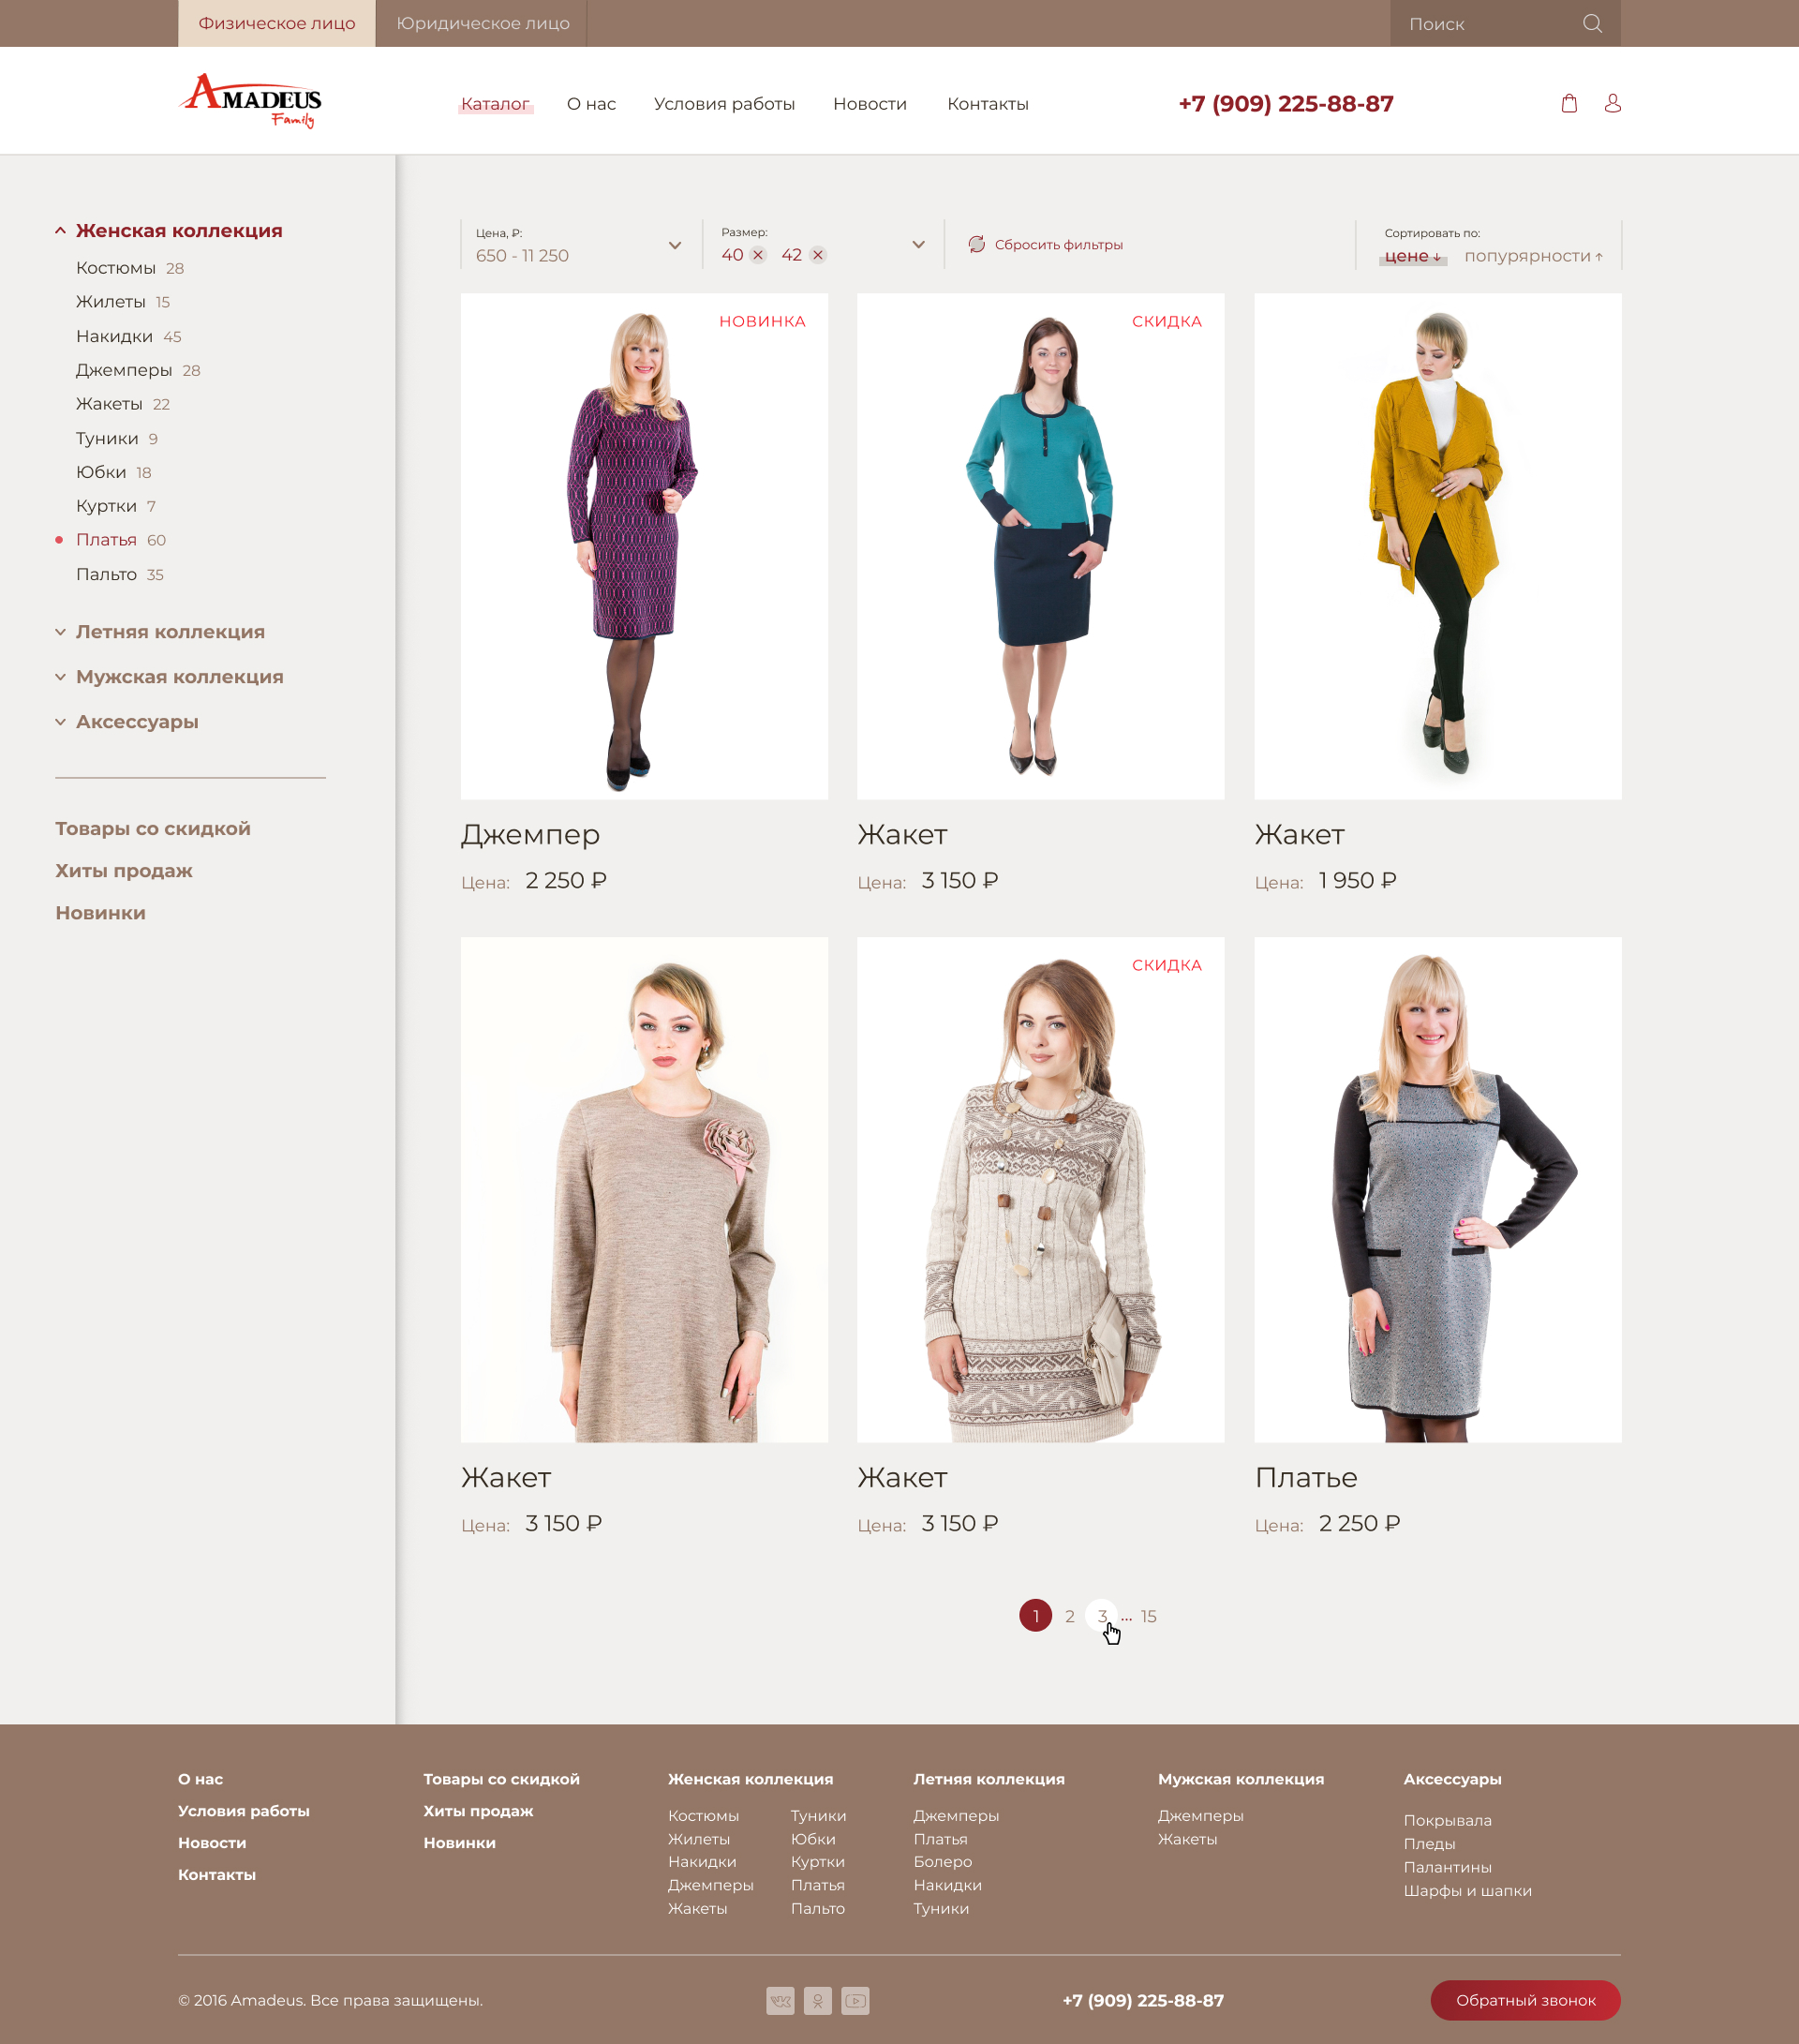 Физическое лицо
Юридическое лицо
Поиск
AMADEUS
Family
Каталог
О нас
Условия работы
Новости
Контакты
+7 (909) 225-88-87
Женская коллекция
Костюмы 28
Жилеты 15
Накидки 45
Джемперы 28
Жакеты 22
Туники 9
Юбки 18
Куртки 7
Платья 60
Пальто 35
Летняя коллекция
Мужская коллекция
Аксессуары
Товары со скидкой
Хиты продаж
Новинки
Цена, ₽:
650 - 11 250
Размер:
40 × 42 ×
Сбросить фильтры
Сортировать по:
цене ↓ попурярности ↑
НОВИНКА
Джемпер
Цена: 2 250 ₽
СКИДКА
Жакет
Цена: 3 150 ₽
Жакет
Цена: 1 950 ₽
Жакет
Цена: 3 150 ₽
СКИДКА
Жакет
Цена: 3 150 ₽
Платье
Цена: 2 250 ₽
1 2 3 ... 15
О нас
Условия работы
Новости
Контакты
Товары со скидкой
Хиты продаж
Новинки
Женская коллекция
Костюмы
Жилеты
Накидки
Джемперы
Жакеты
Туники
Юбки
Куртки
Платья
Пальто
Летняя коллекция
Джемперы
Платья
Болеро
Накидки
Туники
Мужская коллекция
Джемперы
Жакеты
Аксессуары
Покрывала
Пледы
Палантины
Шарфы и шапки
© 2016 Amadeus. Все права защищены.
+7 (909) 225-88-87
Обратный звонок